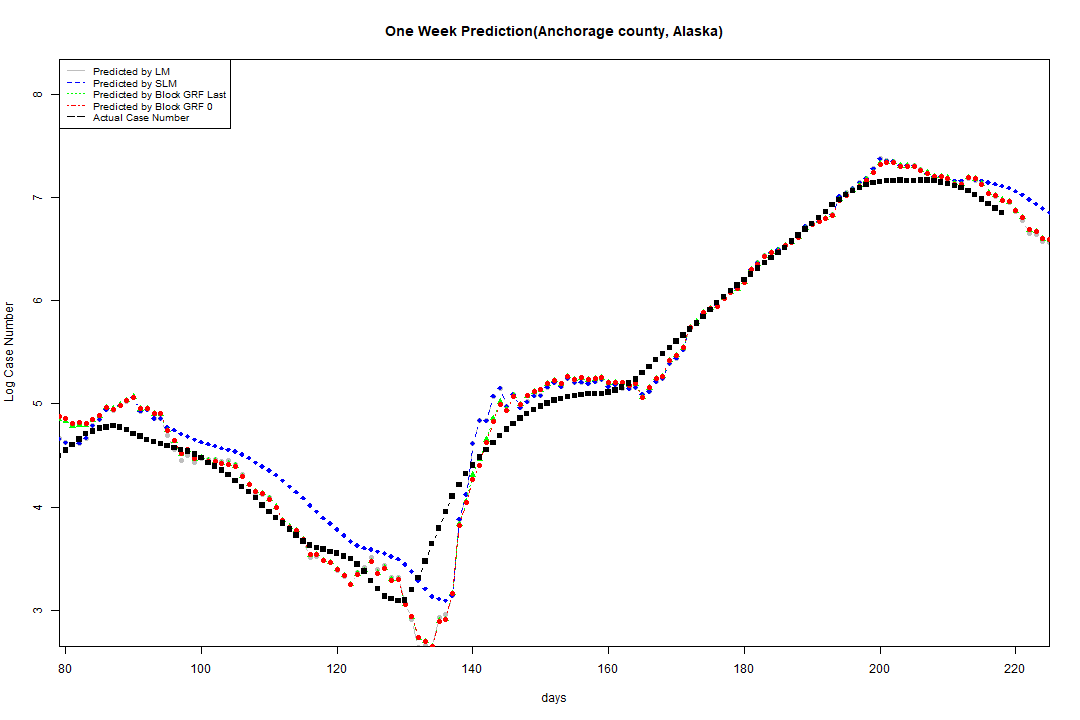 One Week Prediction(Anchorage county, Alaska)
Predicted by LM
Predicted by SLM
Predicted by Block GRF Last
Predicted by Block GRF 0
Actual Case Number
8
7
6
5
4
3
Log Case Number
80 100 120 140 160 180 200 220
days